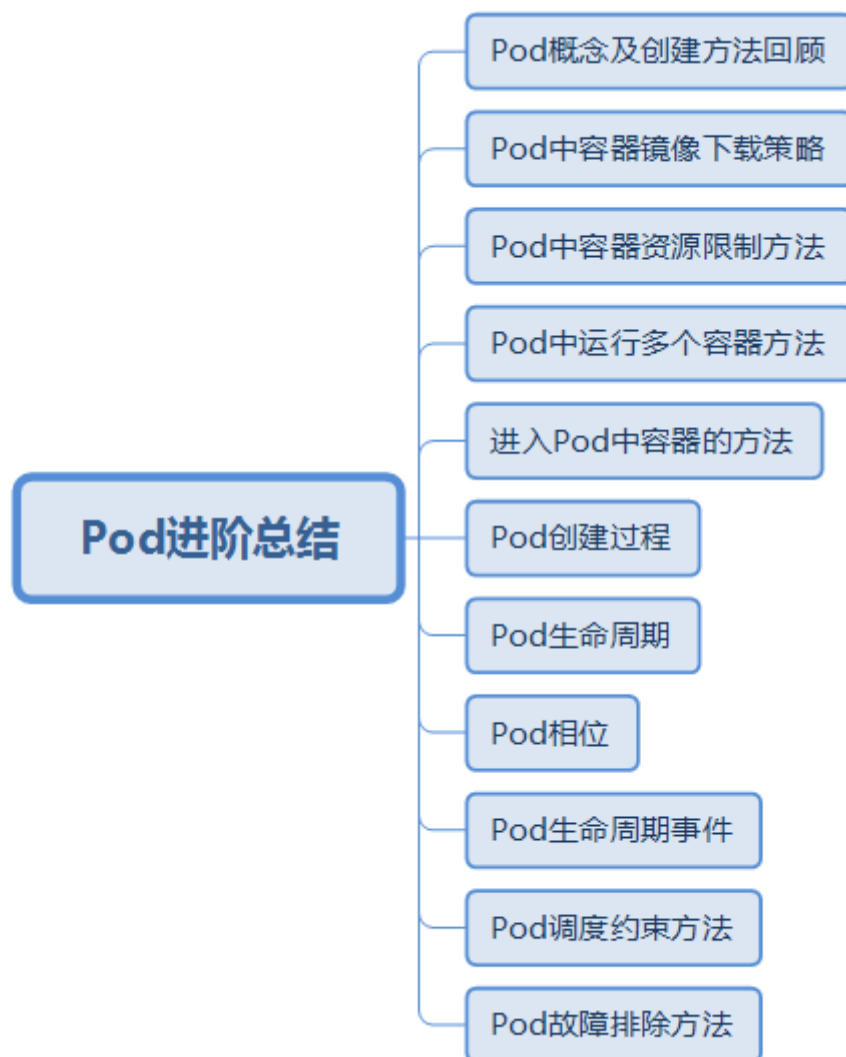 Pod概念及创建方法回顾
Pod中容器镜像下载策略
Pod中容器资源限制方法
Pod中运行多个容器方法
进入Pod中容器的方法
Pod进阶总结
Pod创建过程
Pod生命周期
Pod相位
Pod生命周期事件
Pod调度约束方法
Pod故障排除方法